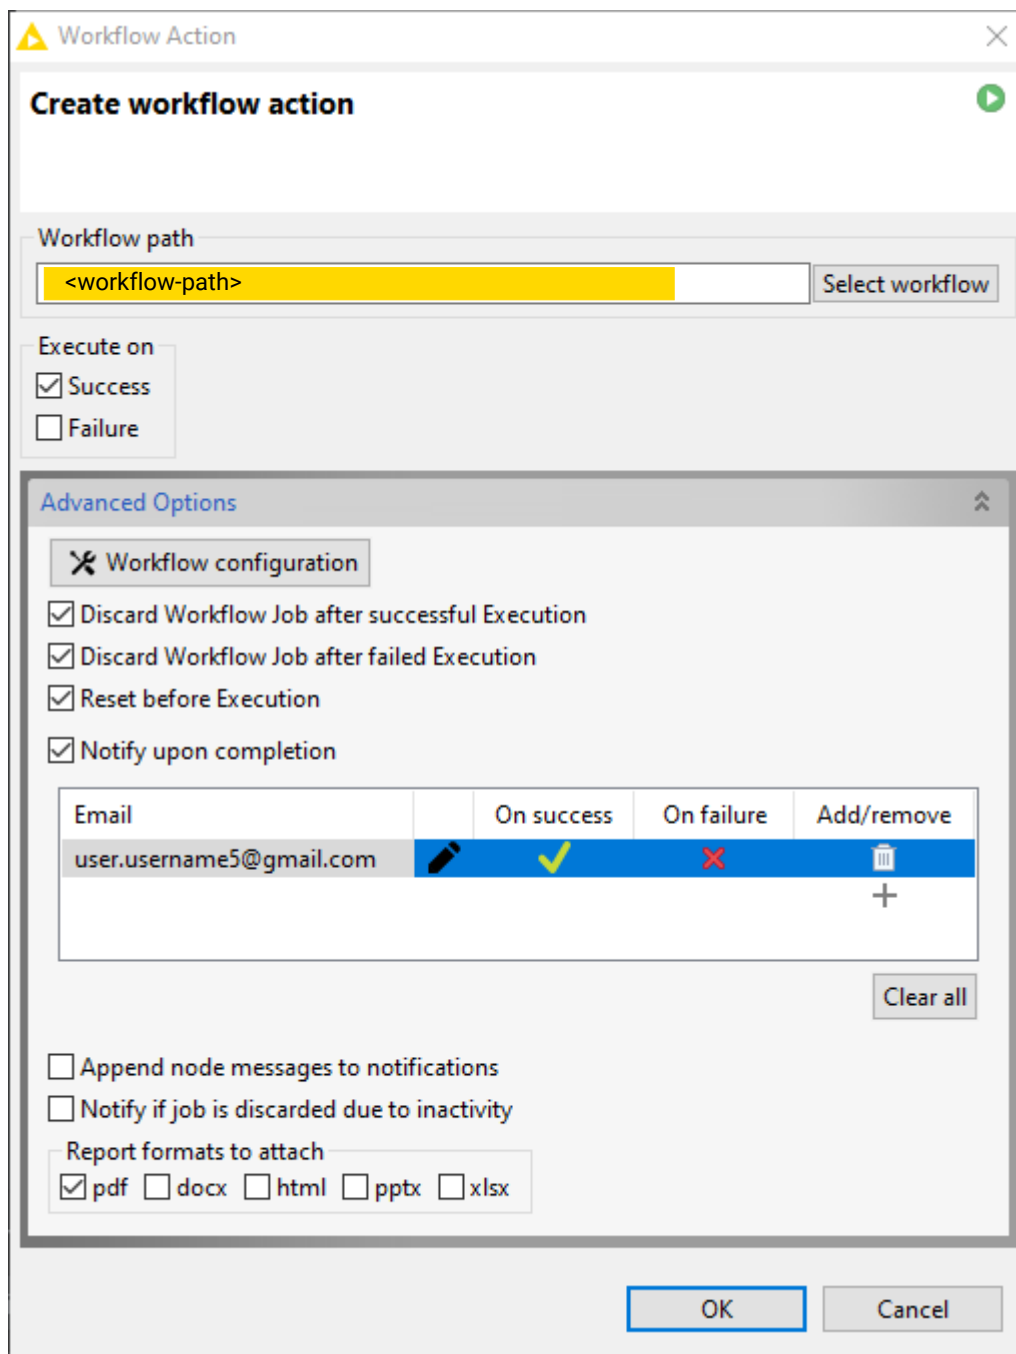 Workflow Action
Create workflow action
Workflow path
<workflow-path> Select workflow
Execute on
Success
Failure
Advanced Options
Workflow configuration
Discard Workflow Job after successful Execution
Discard Workflow Job after failed Execution
Reset before Execution
Notify upon completion
Email On success On failure Add/remove
user.username5@gmail.com
Clear all
Append node messages to notifications
Notify if job is discarded due to inactivity
Report formats to attach
pdf docx html pptx xlsx
OK Cancel